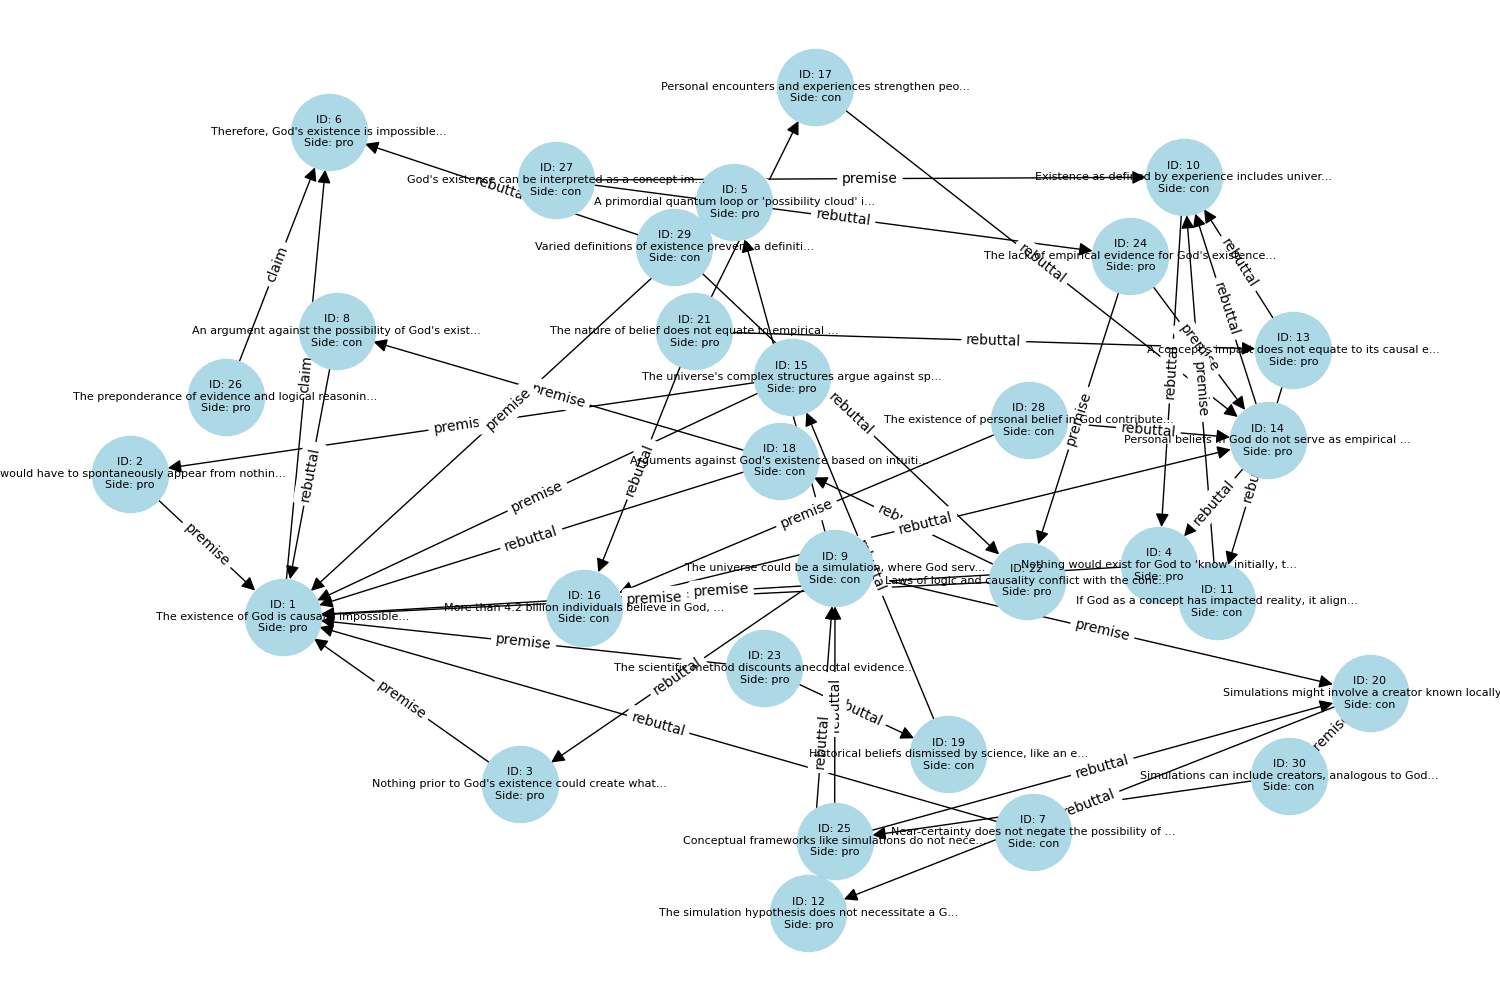 ID: 17
Personal encounters and experiences strengthen peo...
Side: con
ID: 6
Therefore, God's existence is impossible...
Side: pro
ID: 27
God's existence can be interpreted as a concept im...
Side: con
ID: 10
Existence as defined by experience includes univer...
Side: con
ID: 5
A primordial quantum loop or 'possibility cloud' i...
Side: pro
ID: 29
Varied definitions of existence prevent a definiti...
Side: con
ID: 24
The lack of empirical evidence for God's existence...
Side: pro
ID: 8
An argument against the possibility of God's exist...
Side: con
ID: 21
The nature of belief does not equate to empirical ...
Side: pro
ID: 13
A concept's impact does not equate to its causal e...
Side: pro
ID: 15
The universe's complex structures argue against sp...
Side: pro
ID: 26
The preponderance of evidence and logical reasonin...
Side: pro
ID: 28
The existence of personal belief in God contribute...
Side: con
ID: 14
Personal beliefs in God do not serve as empirical ...
Side: pro
ID: 18
Arguments against God's existence based on intuiti...
Side: con
ID: 2
would have to spontaneously appear from nothin...
Side: pro
ID: 9
The universe could be a simulation, where God serv...
Side: con
ID: 22
Laws of logic and causality conflict with the conc...
Side: pro
ID: 4
Nothing would exist for God to 'know' initially, t...
Side: pro
ID: 11
If God as a concept has impacted reality, it align...
Side: con
ID: 16
More than 4.2 billion individuals believe in God, ...
Side: con
ID: 1
The existence of God is causally impossible...
Side: pro
ID: 23
The scientific method discounts anecdotal evidence...
Side: pro
ID: 20
Simulations might involve a creator known locally
Side: con
ID: 19
Historical beliefs dismissed by science, like an e...
Side: con
ID: 3
Nothing prior to God's existence could create what...
Side: pro
ID: 30
Simulations can include creators, analogous to God...
Side: con
ID: 7
Near-certainty does not negate the possibility of ...
Side: con
ID: 25
Conceptual frameworks like simulations do not nece...
Side: pro
ID: 12
The simulation hypothesis does not necessitate a G...
Side: pro
premise
rebuttal
rebuttal
rebuttal
rebuttal
claim
rebuttal
rebuttal
premise
claim
rebuttal
premise
premise
premise
premise
rebuttal
rebuttal
premise
rebuttal
rebuttal
premise
rebuttal
premise
rebuttal
rebuttal
premise
premise
premise
premise
premise
rebuttal
rebuttal
premise
rebuttal
rebuttal
rebuttal
rebuttal